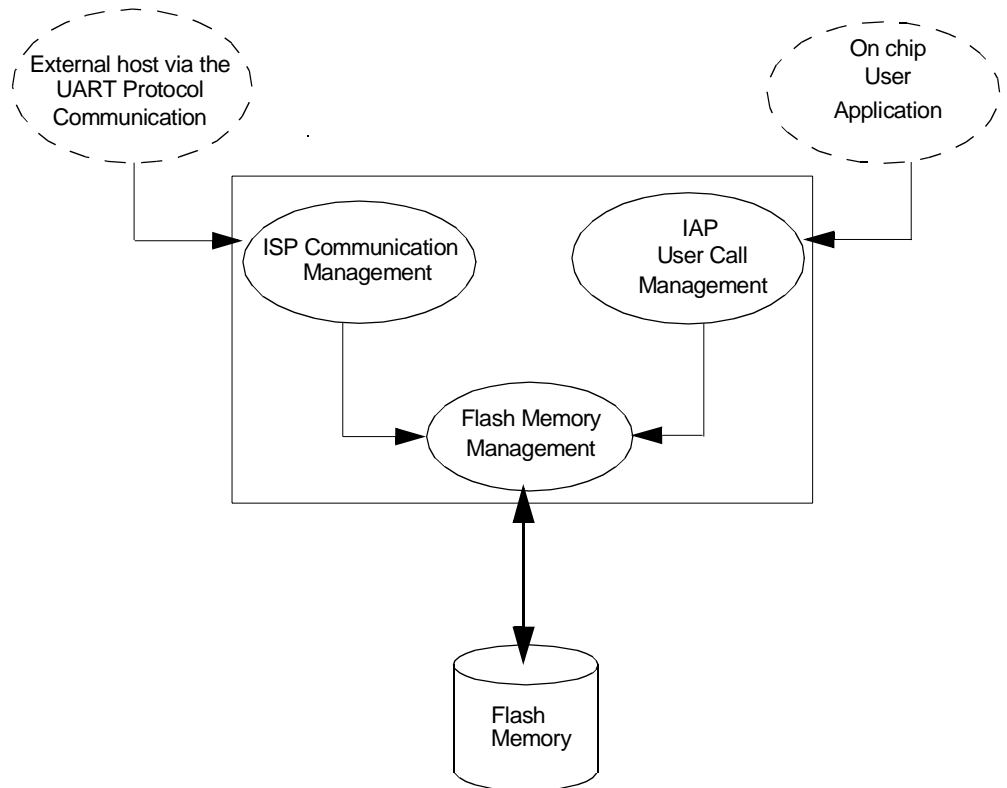 External host via the
UART Protocol
Communication
On chip
User
Application
ISP Communication
Management
IAP
User Call
Management
Flash Memory
Management
Flash
Memory